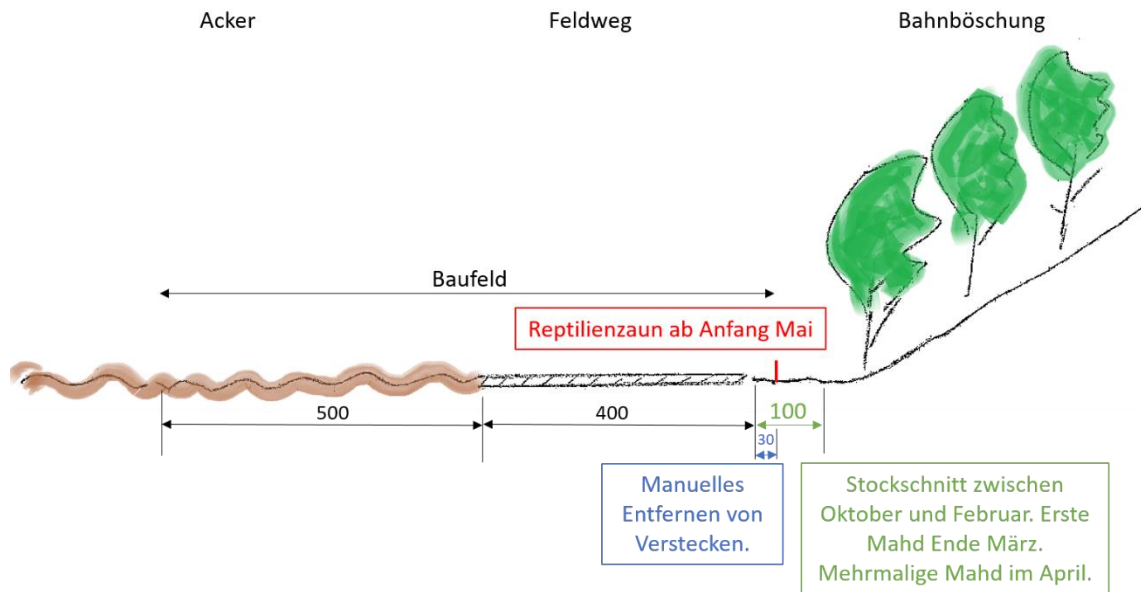 Acker
Feldweg
Bahnböschung
Baufeld
Reptilienzaun ab Anfang Mai
500
400
100
30
Manuelles
Entfernen von
Verstecken.
Stockschnitt zwischen
Oktober und Februar. Erste
Mahd Ende März.
Mehrmalige Mahd im April.